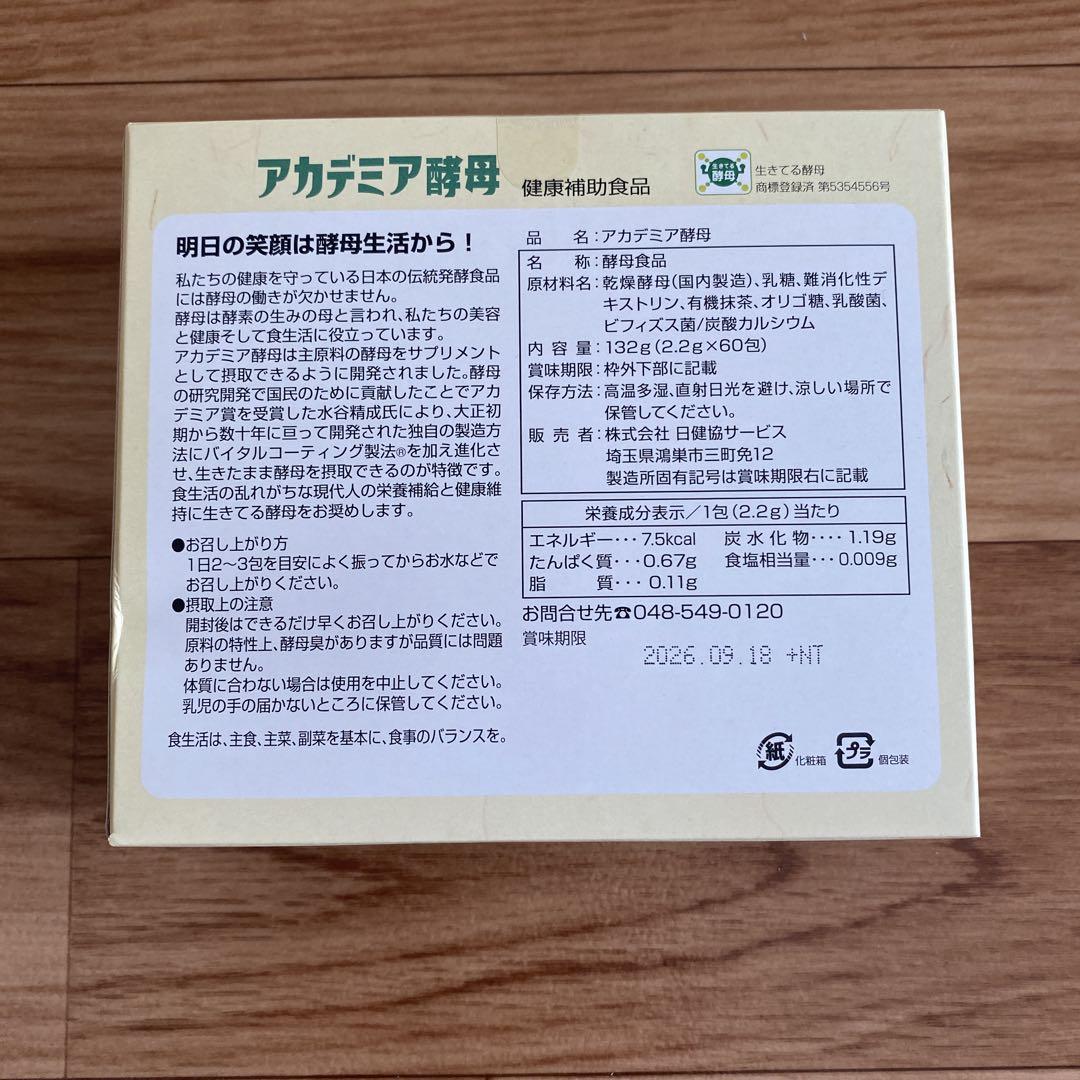 アカデミア酵母 健康補助食品
生きてる
酵母
生きてる酵母
商標登録済 第5354556号
明日の笑顔は酵母生活から！
私たちの健康を守っている日本の伝統発酵食品
には酵母の働きが欠かせません。
酵母は酵素の生みの母と言われ、私たちの美容
と健康そして食生活に役立っています。
アカデミア酵母は主原料の酵母をサプリメント
として摂取できるように開発されました。酵母
の研究開発で国民のために貢献したことでアカ
デミア賞を受賞した水谷精成氏により、大正初
期から数十年に亘って開発された独自の製造方
法にバイタルコーティング製法®を加え進化さ
せ、生きたまま酵母を摂取できるのが特徴です。
食生活の乱れがちな現代人の栄養補給と健康維
持に生きてる酵母をお奨めします。
●お召し上がり方
1日2〜3包を目安によく振ってからお水などで
お召し上がりください。
●摂取上の注意
開封後はできるだけ早くお召し上がりください。
原料の特性上、酵母臭がありますが品質には問題
ありません。
体質に合わない場合は使用を中止してください。
乳児の手の届かないところに保管してください。
食生活は、主食、主菜、副菜を基本に、食事のバランスを。
品 名：アカデミア酵母
名 称：酵母食品
原材料名：乾燥酵母（国内製造）、乳糖、難消化性デ
キストリン、有機抹茶、オリゴ糖、乳酸菌、
ビフィズス菌/炭酸カルシウム
内容量：132g（2.2g×60包）
賞味期限：枠外下部に記載
保存方法：高温多湿、直射日光を避け、涼しい場所で
保管してください。
販売者：株式会社 日健協サービス
埼玉県鴻巣市三町免12
製造所固有記号は賞味期限右に記載
栄養成分表示／1包（2.2g）当たり
エネルギー･･･7.5kcal 炭水化物････1.19g
たんぱく質･･･0.67g 食塩相当量･･･0.009g
脂 質･･･0.11g
お問合せ先☎048-549-0120
賞味期限
2026.09.18 +NT
紙 化粧箱 プラ 個包装